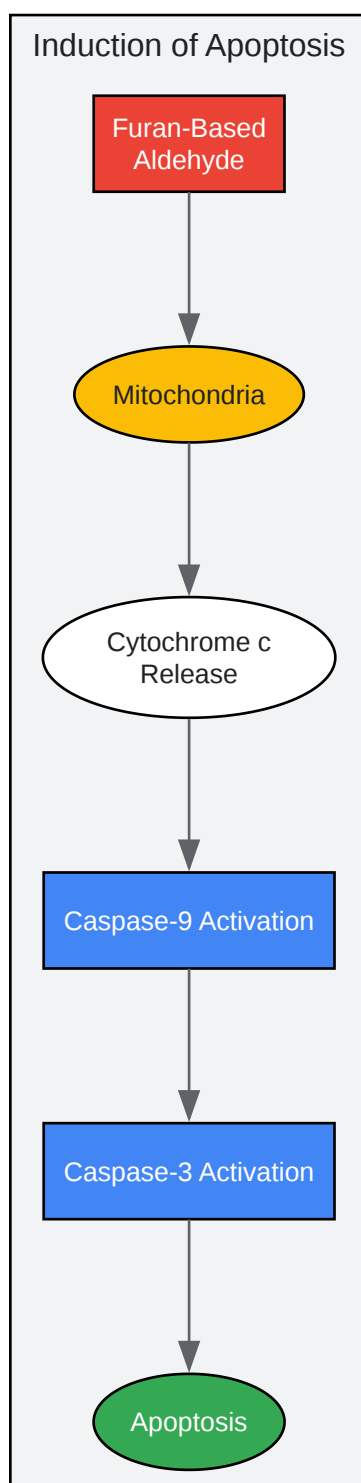 Induction of Apoptosis
Furan-Based
Aldehyde
Mitochondria
Cytochrome c
Release
Caspase-9 Activation
Caspase-3 Activation
Apoptosis